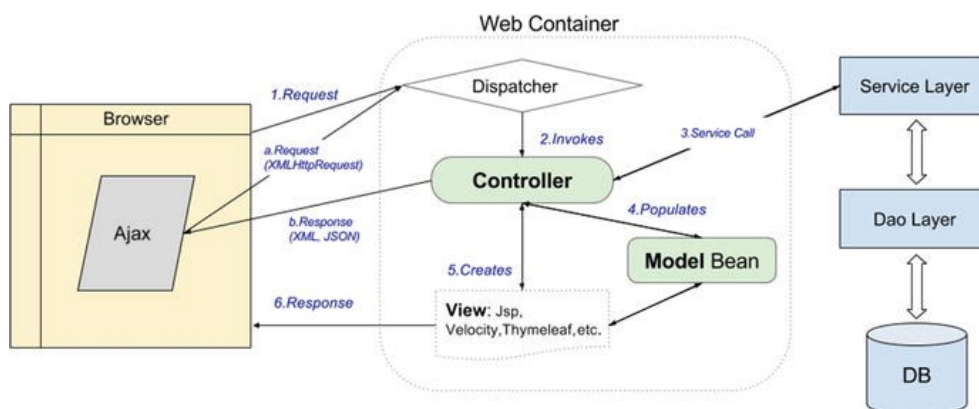 Web Container
Dispatcher
1.Request
Browser
a.Request
(XMLHttpRequest)
2.Invokes
3.Service Call
Service Layer
Controller
Ajax
b.Response
(XML, JSON)
4.Populates
Dao Layer
Model Bean
5.Creates
6.Response
View: Jsp,
Velocity,Thymeleaf,etc.
DB